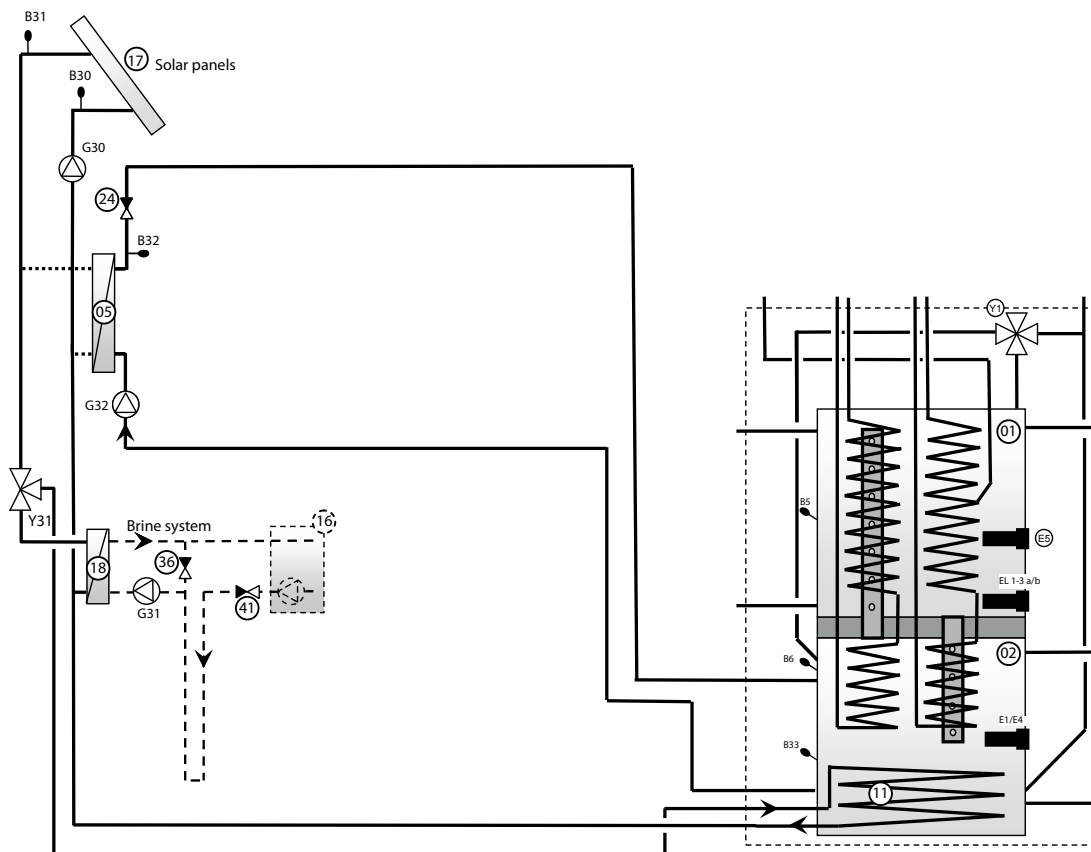 B31
17
Solar panels
B30
G30
24
B32
05
Y1
G32
01
B5
16
Y31
Brine system
E5
36
18
EL 1-3 a/b
41
G31
02
B6
E1/E4
B33
11